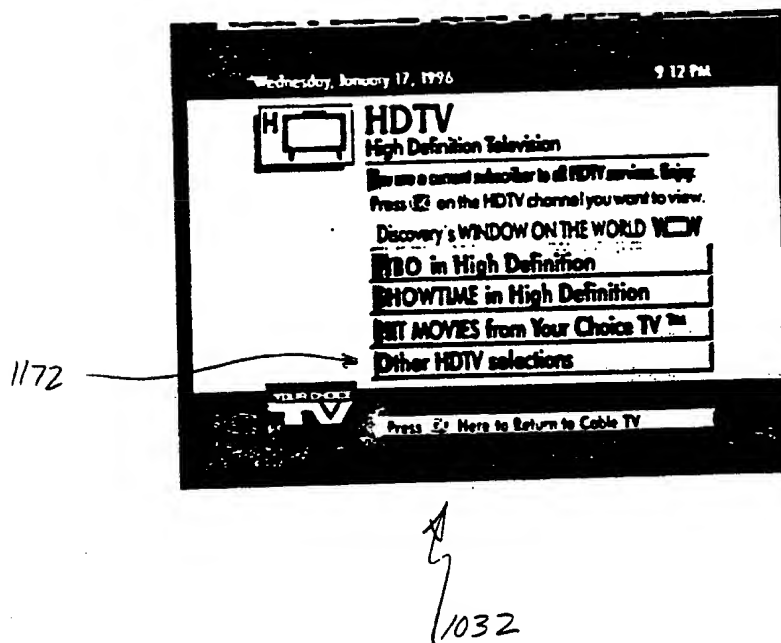 Wednesday, January 17, 1996 9 12 PM
H
HDTV
High Definition Television
You are a current subscriber to all HDTV services. Enjoy.
Press on the HDTV channel you want to view.
Discovery's WINDOW ON THE WORLD
HBO in High Definition
SHOWTIME in High Definition
HIT MOVIES from Your Choice TV ™
Other HDTV selections
1172
YOUR CHOICE
TV
Press Here to Return to Cable TV
1032